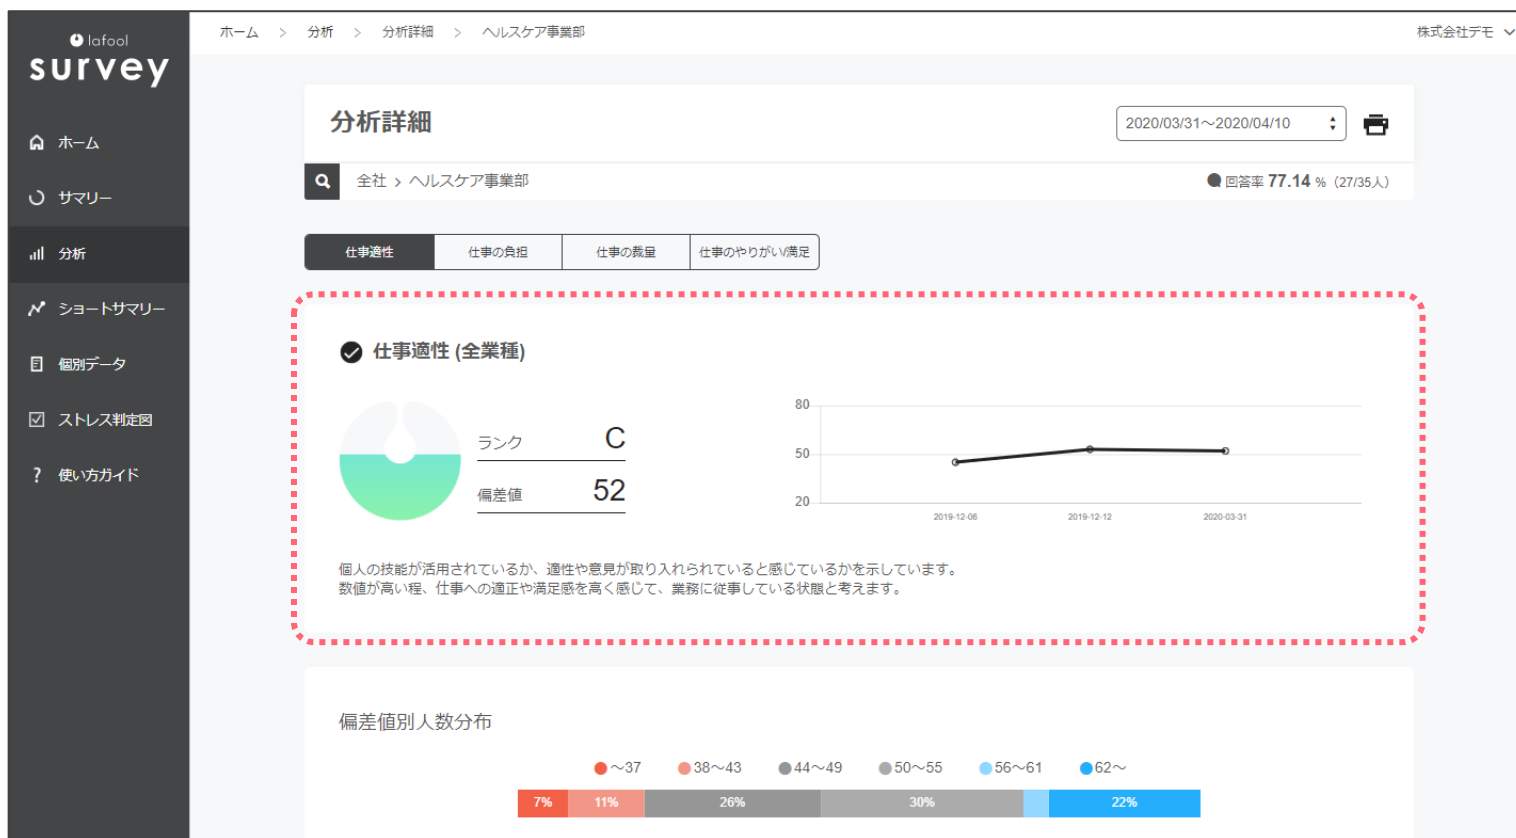 lafool
survey
ホーム
サマリー
分析
ショートサマリー
個別データ
ストレス判定図
? 使い方ガイド
ホーム > 分析 > 分析詳細 > ヘルスケア事業部
株式会社デモ
分析詳細
2020/03/31～2020/04/10
全社 > ヘルスケア事業部
回答率 77.14 %（27/35人）
仕事適性 仕事の負担 仕事の裁量 仕事のやりがい/満足
仕事適性 (全業種)
ランク C
偏差値 52
80
50
20
2019-12-06 2019-12-12 2020-03-31
個人の技能が活用されているか、適性や意見が取り入れられていると感じているかを示しています。
数値が高い程、仕事への適正や満足感を高く感じて、業務に従事している状態と考えます。
偏差値別人数分布
～37 38～43 44～49 50～55 56～61 62～
7% 11% 26% 30% 22%